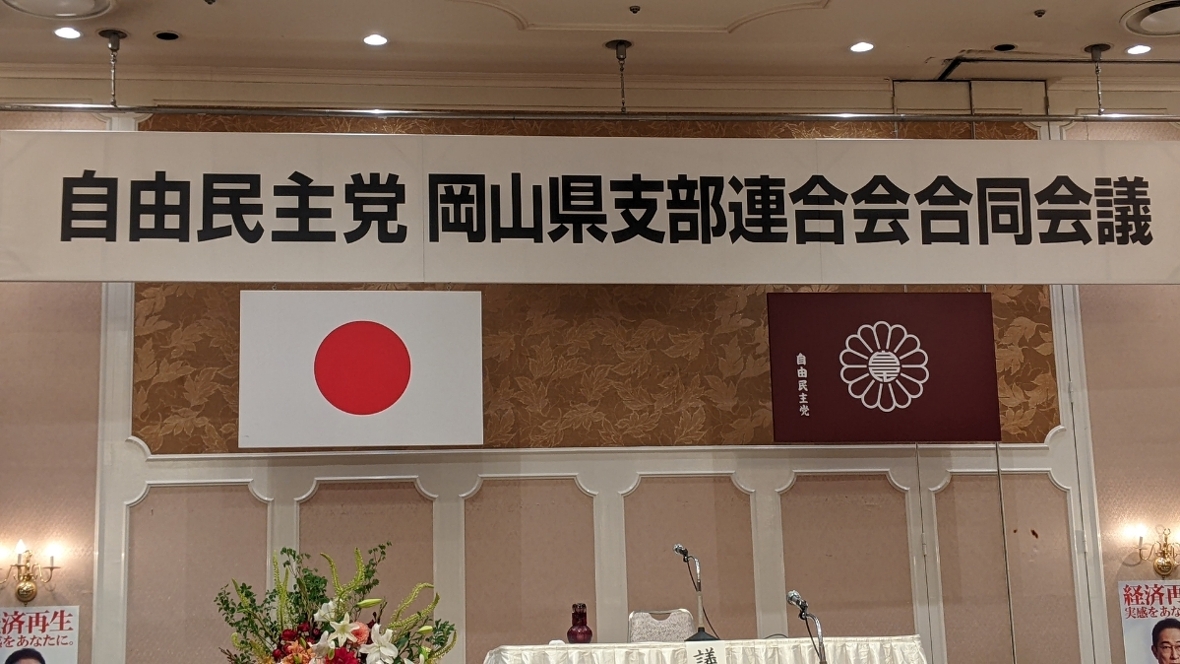 自由民主党 岡山県支部連合会合同会議
自由民主党
済再生
感をあなたに。
議
経済再
実感をあな